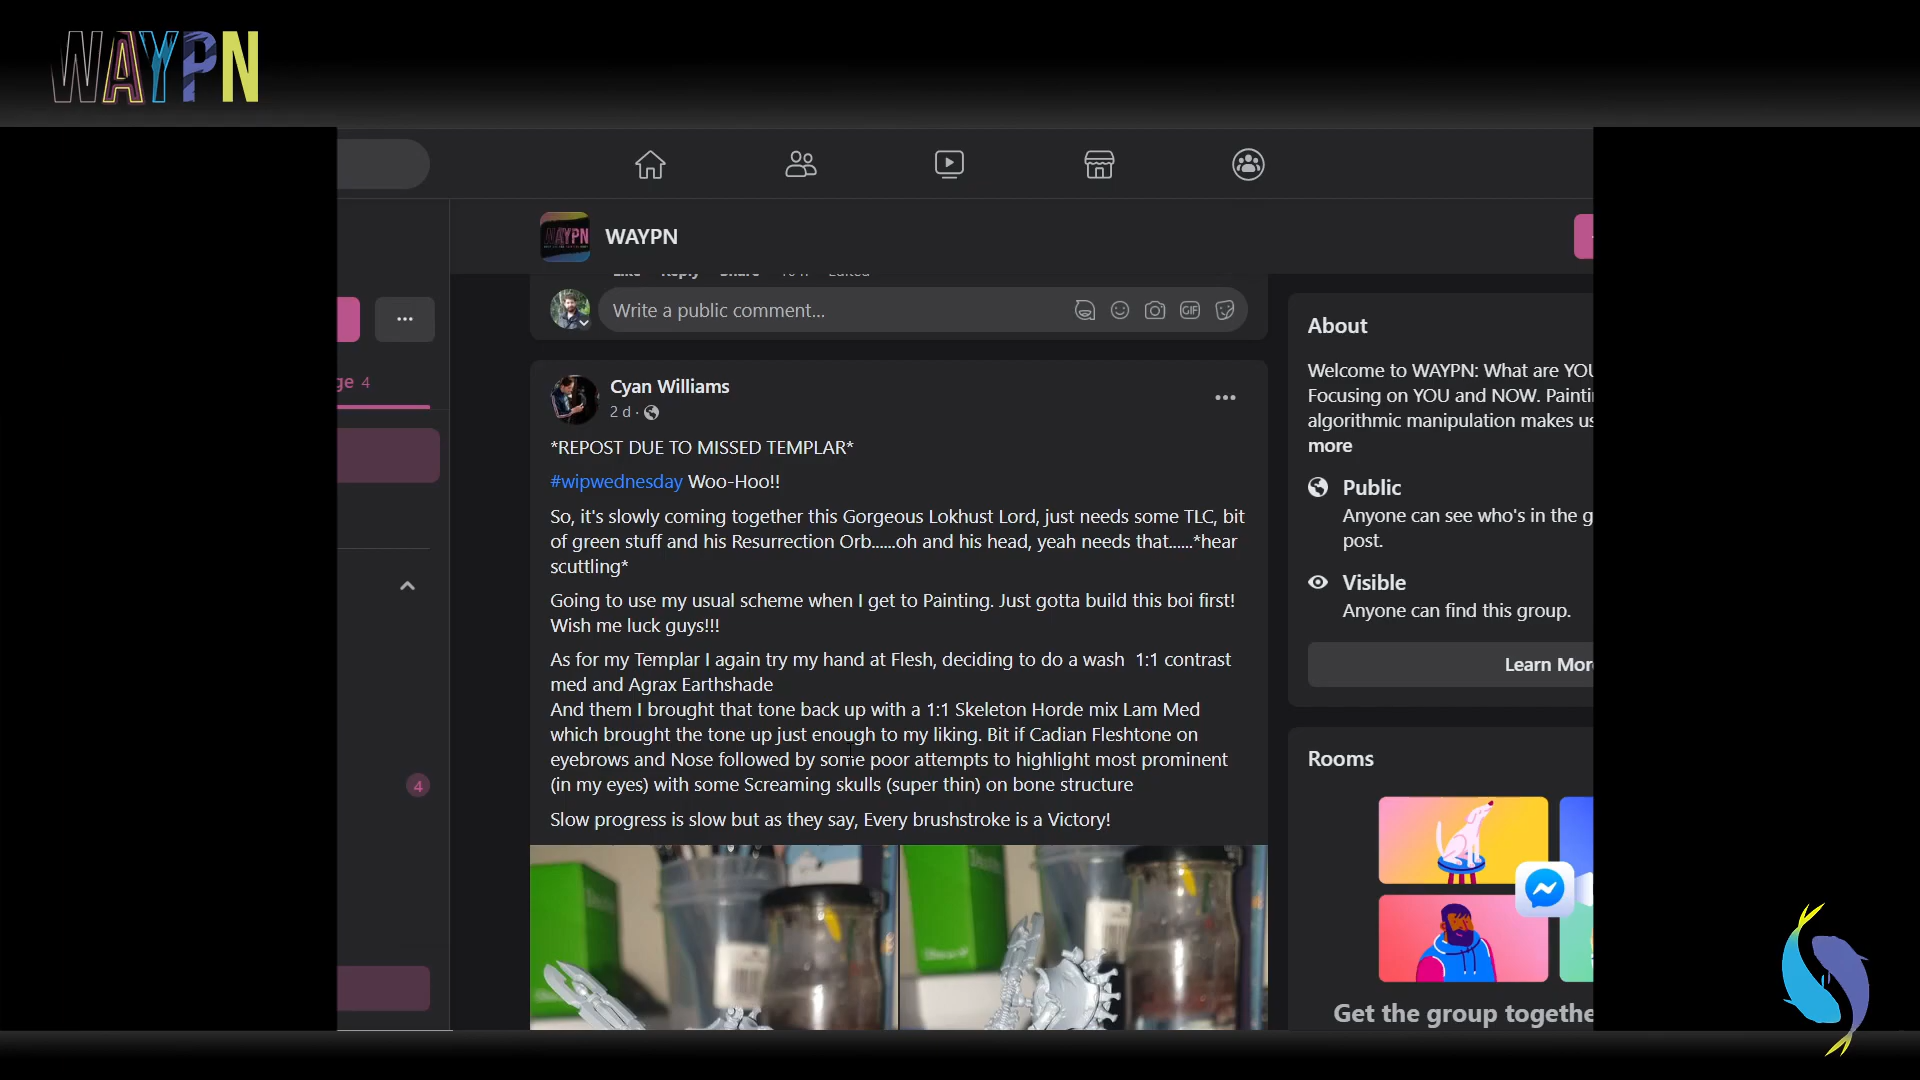 WAYPN
WAYPN
Write a public comment...
GIF
ge 4
Cyan Williams
2 d ·
*REPOST DUE TO MISSED TEMPLAR*
#wipwednesday Woo-Hoo!!
So, it's slowly coming together this Gorgeous Lokhust Lord, just needs some TLC, bit
of green stuff and his Resurrection Orb......oh and his head, yeah needs that......*hear
scuttling*
Going to use my usual scheme when I get to Painting. Just gotta build this boi first!
Wish me luck guys!!!
As for my Templar I again try my hand at Flesh, deciding to do a wash 1:1 contrast
med and Agrax Earthshade
And them I brought that tone back up with a 1:1 Skeleton Horde mix Lam Med
which brought the tone up just enough to my liking. Bit if Cadian Fleshtone on
eyebrows and Nose followed by some poor attempts to highlight most prominent
(in my eyes) with some Screaming skulls (super thin) on bone structure
Slow progress is slow but as they say, Every brushstroke is a Victory!
4
About
Welcome to WAYPN: What are YOU
Focusing on YOU and NOW. Painti
algorithmic manipulation makes us
more
Public
Anyone can see who's in the g
post.
Visible
Anyone can find this group.
Learn More
Rooms
Get the group togethe